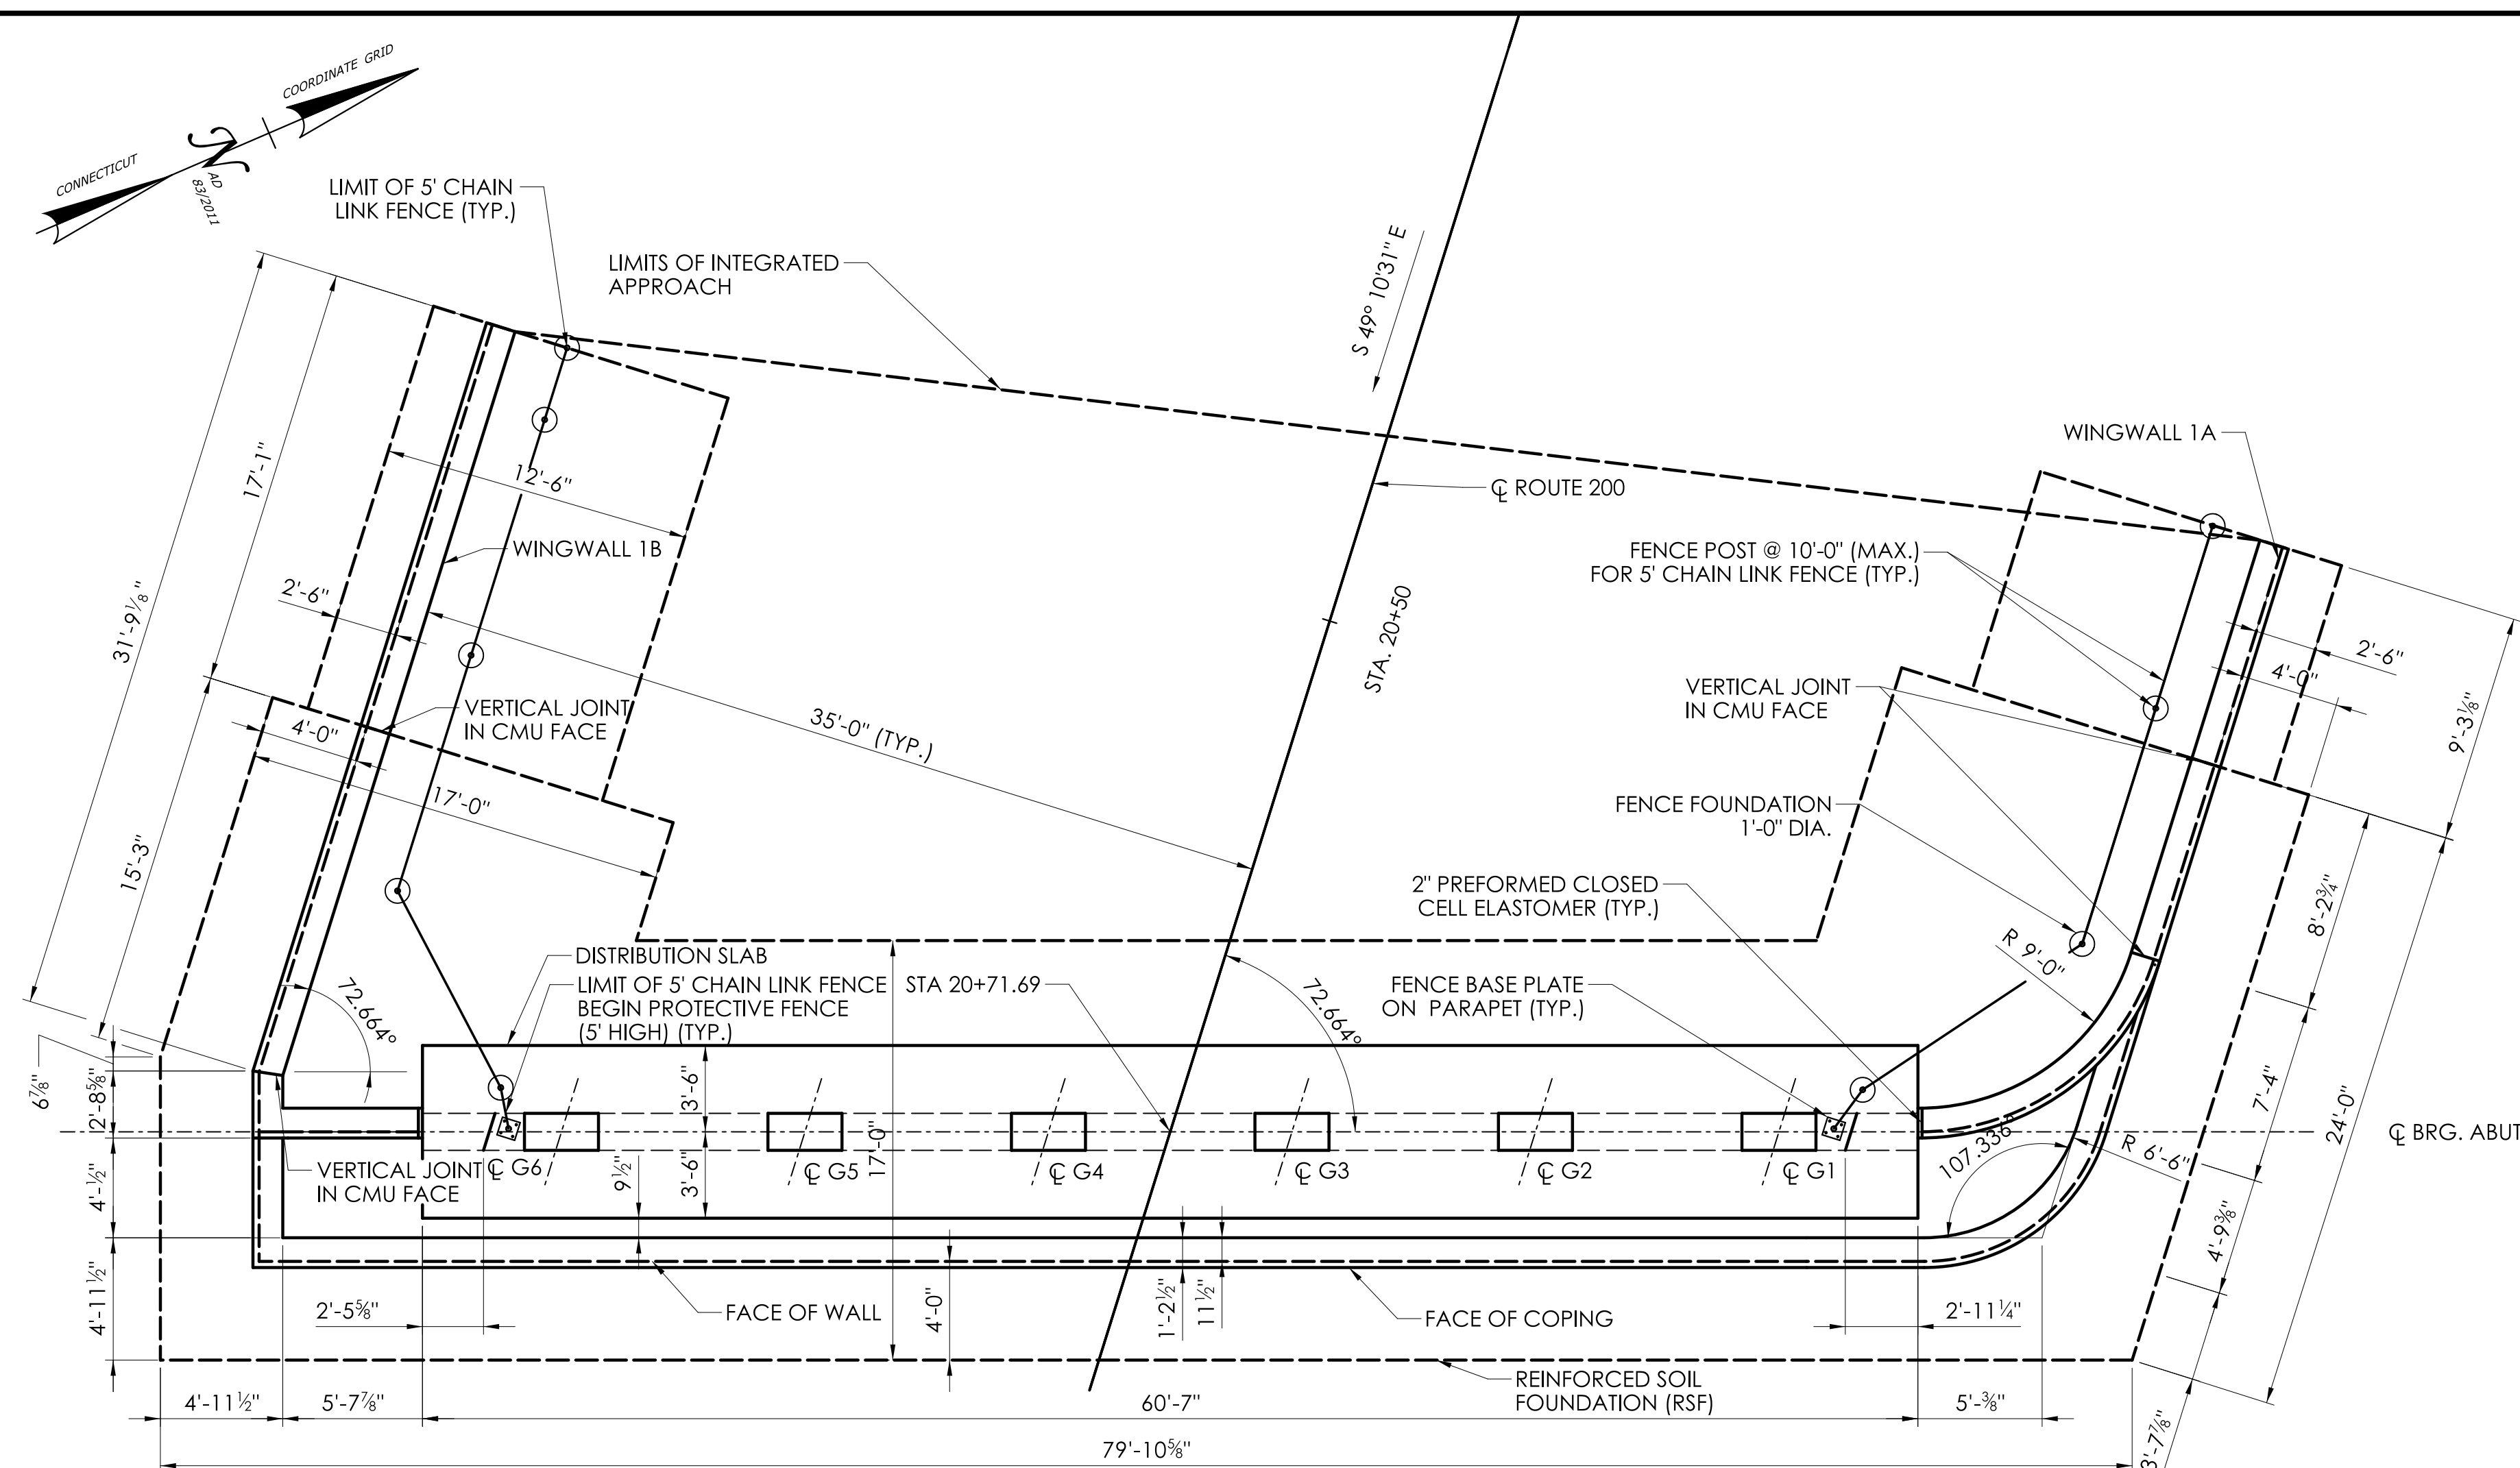 COORDINATE GRID
CONNECTICUT
N
AD
83/2011
LIMIT OF 5' CHAIN
LINK FENCE (TYP.)
LIMITS OF INTEGRATED
APPROACH
S 49° 10'31" E
WINGWALL 1A
℄ ROUTE 200
17'-1"
12'-6"
WINGWALL 1B
FENCE POST @ 10'-0" (MAX.)
FOR 5' CHAIN LINK FENCE (TYP.)
2'-6"
31'-9⅛"
STA. 20+50
2'-6"
4'-0"
VERTICAL JOINT
IN CMU FACE
VERTICAL JOINT
IN CMU FACE
4'-0"
35'-0" (TYP.)
9'-3⅛"
17'-0"
FENCE FOUNDATION
1'-0" DIA.
15'-3"
2" PREFORMED CLOSED
CELL ELASTOMER (TYP.)
8'-2¾"
R 9'-0"
DISTRIBUTION SLAB
LIMIT OF 5' CHAIN LINK FENCE
BEGIN PROTECTIVE FENCE
(5' HIGH) (TYP.)
STA 20+71.69
FENCE BASE PLATE
ON PARAPET (TYP.)
72.664°
72.664°
6⅞"
2'-8⅝"
3'-6"
7'-4"
24'-0"
17'-0"
107.336°
R 6'-6"
℄ BRG. ABUT
VERTICAL JOINT
IN CMU FACE
℄ G6
℄ G5
℄ G4
℄ G3
℄ G2
℄ G1
4'-½"
9½"
3'-6"
4'-9⅜"
4'-11½"
2'-5⅝"
FACE OF WALL
4'-0"
1'-2½"
11½"
FACE OF COPING
2'-11¼"
REINFORCED SOIL
FOUNDATION (RSF)
4'-11½"
5'-7⅞"
60'-7"
5'-⅜"
3'-7⅞"
79'-10⅝"